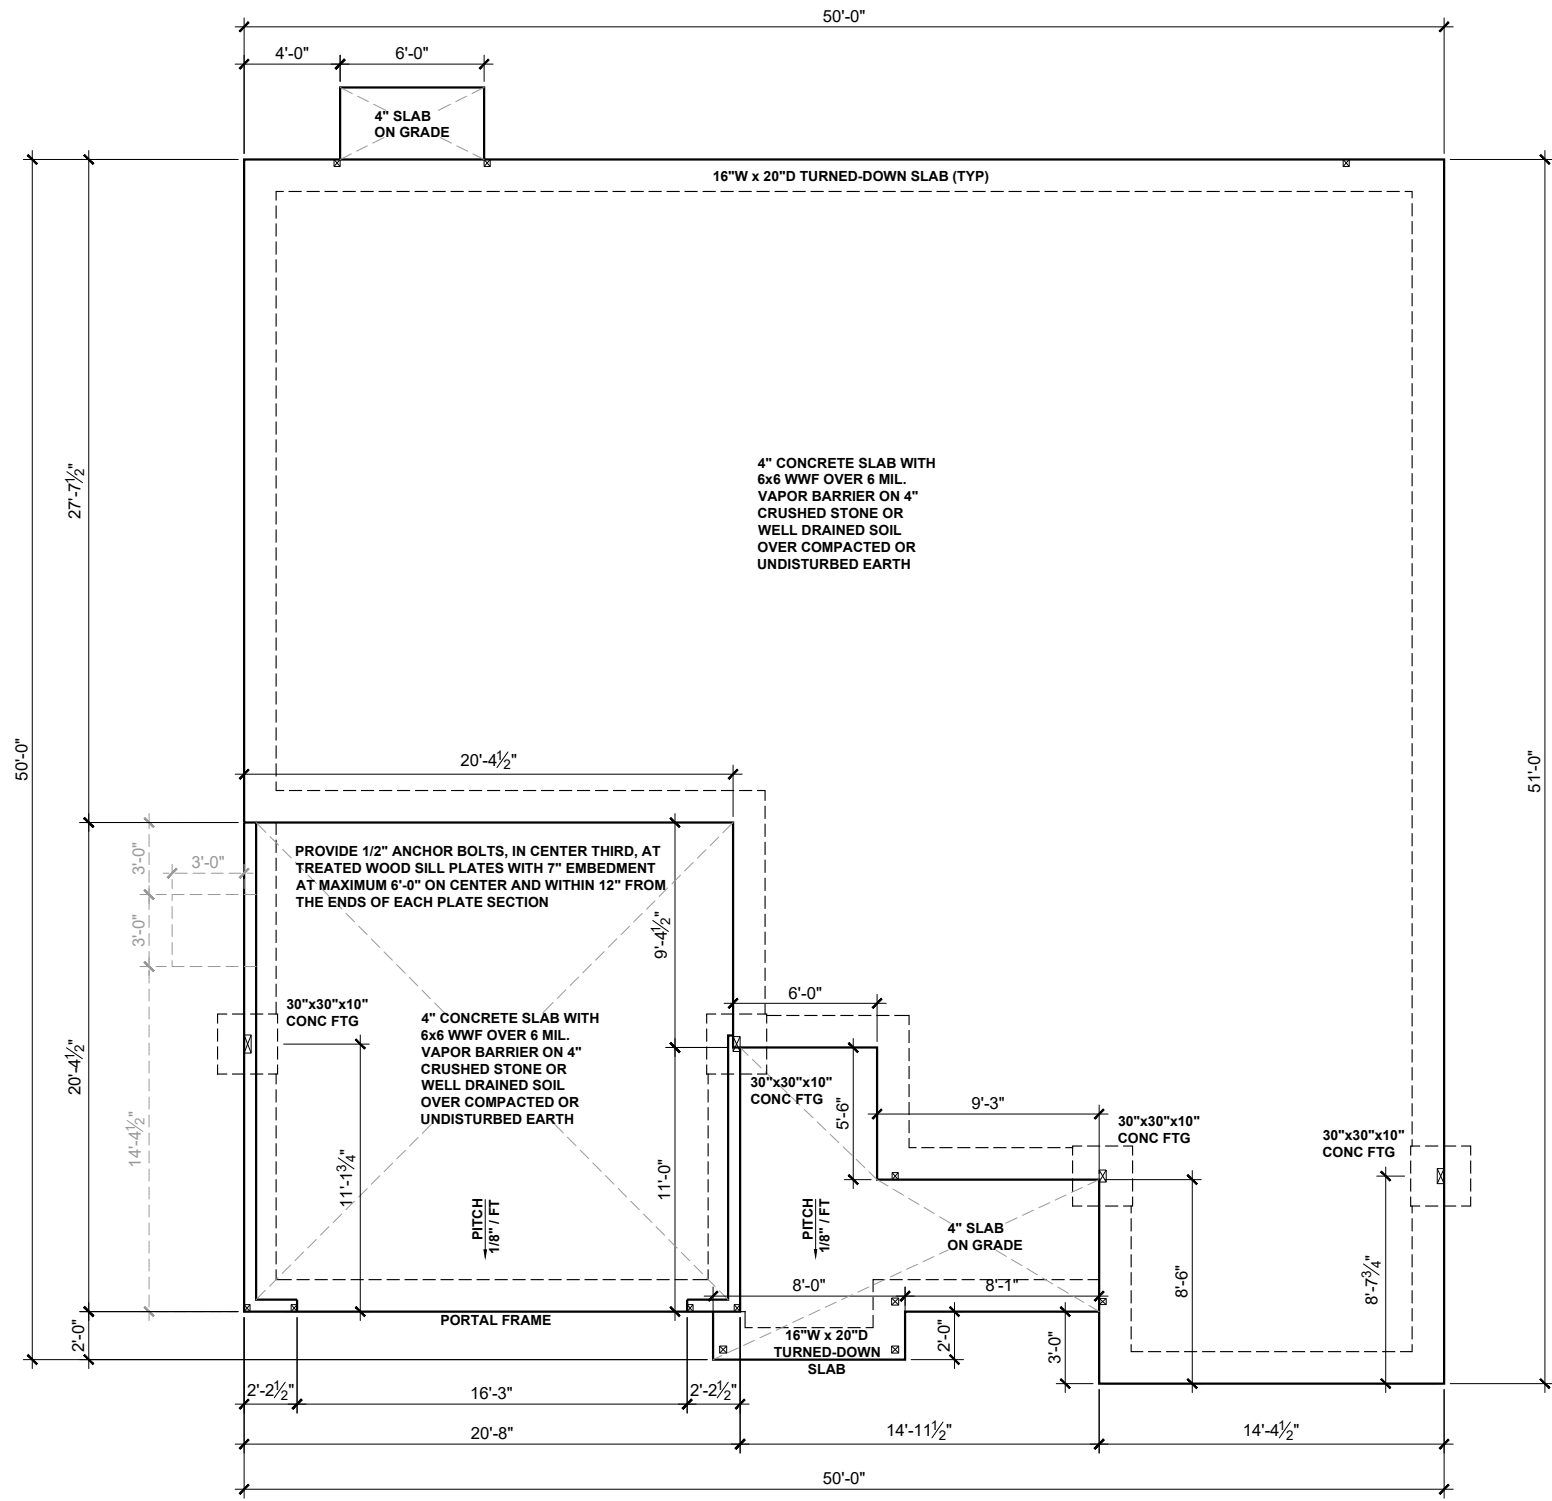 50'-0"
4'-0"
6'-0"
4" SLAB
ON GRADE
16"W x 20"D TURNED-DOWN SLAB (TYP)
27'-7½"
4" CONCRETE SLAB WITH
6x6 WWF OVER 6 MIL.
VAPOR BARRIER ON 4"
CRUSHED STONE OR
WELL DRAINED SOIL
OVER COMPACTED OR
UNDISTURBED EARTH
50'-0"
51'-0"
20'-4½"
PROVIDE 1/2" ANCHOR BOLTS, IN CENTER THIRD, AT
TREATED WOOD SILL PLATES WITH 7" EMBEDMENT
AT MAXIMUM 6'-0" ON CENTER AND WITHIN 12" FROM
THE ENDS OF EACH PLATE SECTION
3'-0"
3'-0"
3'-0"
9'-4½"
6'-0"
30"x30"x10"
CONC FTG
4" CONCRETE SLAB WITH
6x6 WWF OVER 6 MIL.
VAPOR BARRIER ON 4"
CRUSHED STONE OR
WELL DRAINED SOIL
OVER COMPACTED OR
UNDISTURBED EARTH
20'-4½"
30"x30"x10"
CONC FTG
5'-6"
9'-3"
30"x30"x10"
CONC FTG
30"x30"x10"
CONC FTG
14'-4½"
11'-1¾"
11'-0"
PITCH
1/8" / FT
PITCH
1/8" / FT
4" SLAB
ON GRADE
8'-0"
8'-1"
8'-6"
8'-7¾"
PORTAL FRAME
2'-0"
16"W x 20"D
TURNED-DOWN
SLAB
2'-0"
3'-0"
2'-2½"
16'-3"
2'-2½"
20'-8"
14'-11½"
14'-4½"
50'-0"